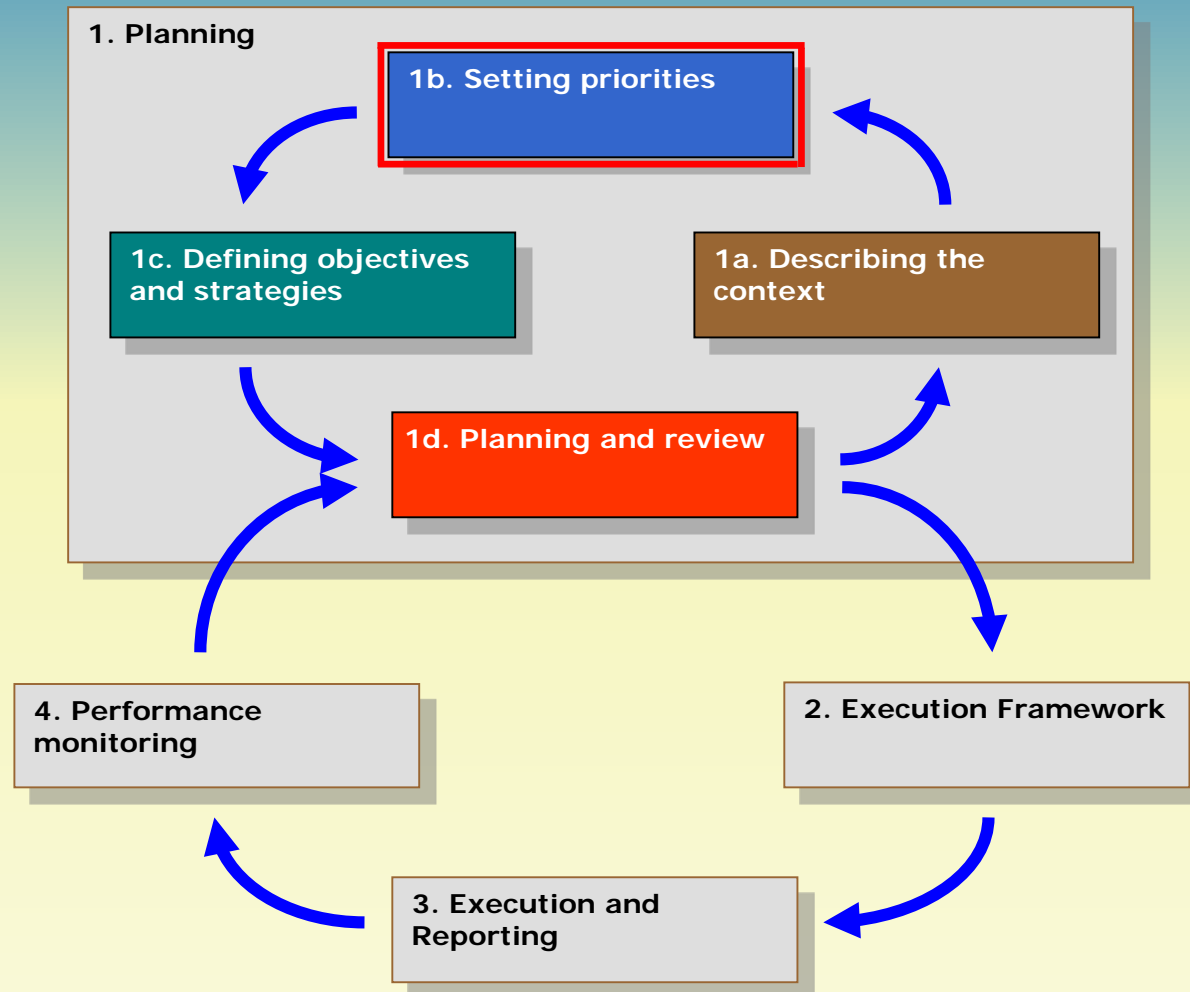 1. Planning
1b. Setting priorities
1c. Defining objectives
and strategies
1a. Describing the
context
1d. Planning and review
4. Performance
monitoring
2. Execution Framework
3. Execution and
Reporting